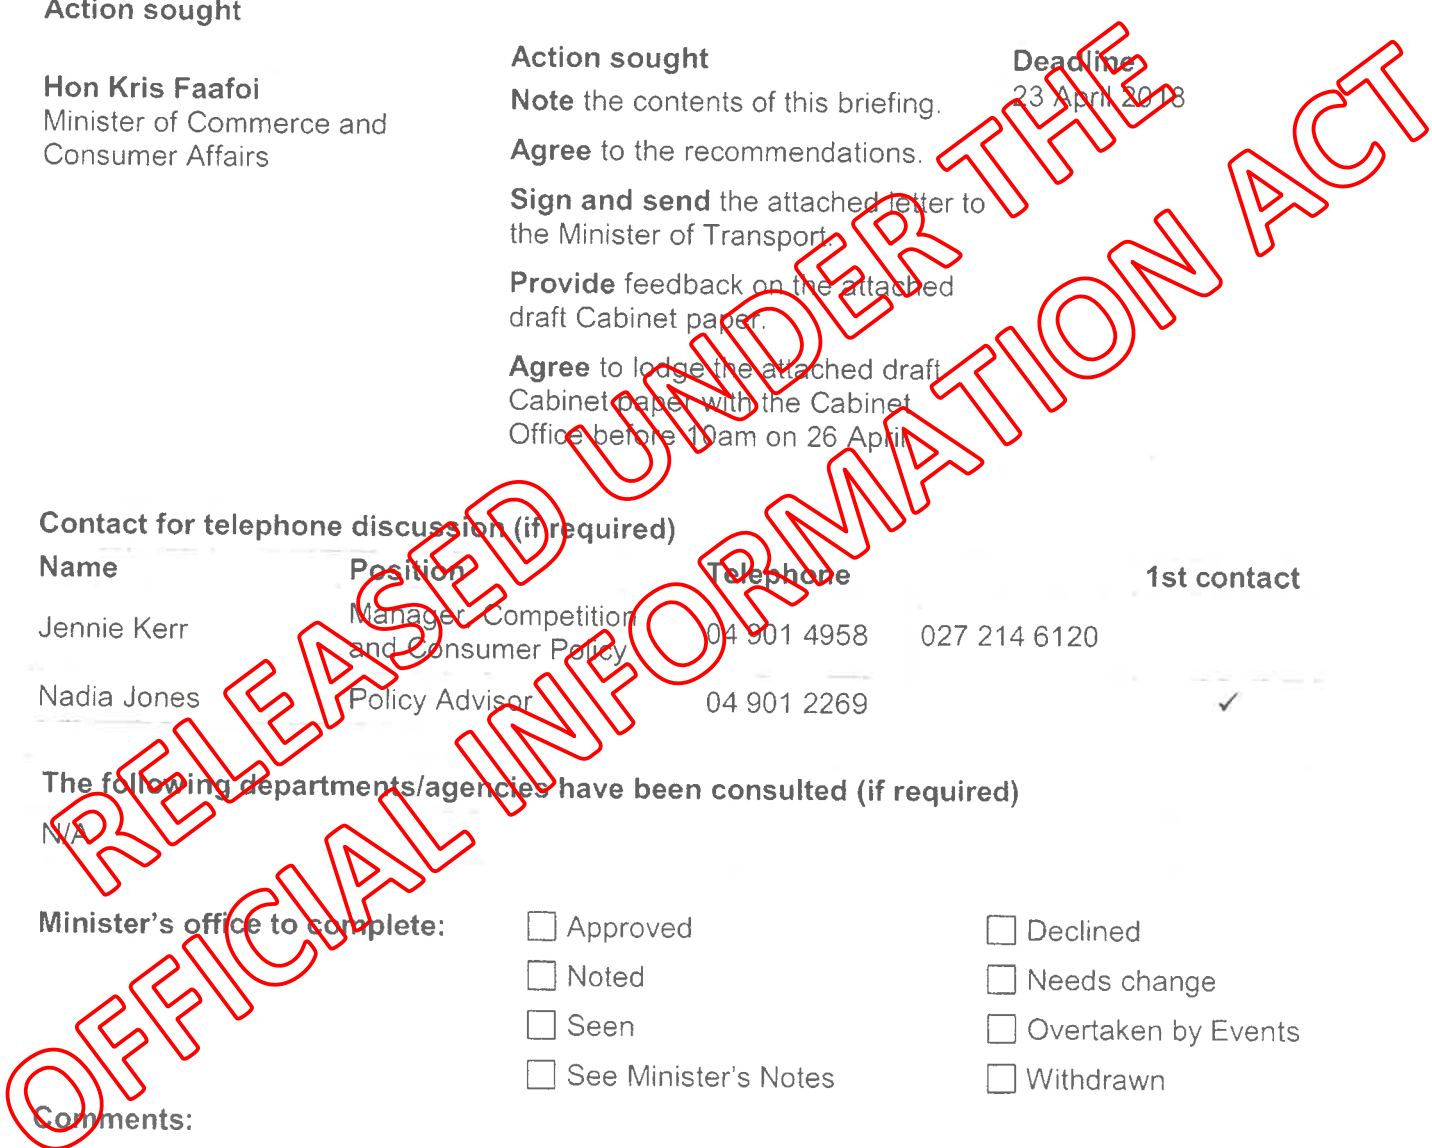 Action sought
Action sought Deadline
Hon Kris Faafoi
Minister of Commerce and
Consumer Affairs
Note the contents of this briefing. 23 April 2018
Agree to the recommendations.
Sign and send the attached letter to
the Minister of Transport.
Provide feedback on the attached
draft Cabinet paper.
Agree to lodge the attached draft
Cabinet paper with the Cabinet
Office before 10am on 26 April
Contact for telephone discussion (if required)
Name Position Telephone 1st contact
Jennie Kerr Manager, Competition
and Consumer Policy 04 901 4958 027 214 6120
Nadia Jones Policy Advisor 04 901 2269 ✓
The following departments/agencies have been consulted (if required)
N/A
Minister's office to complete:
☐ Approved ☐ Declined
☐ Noted ☐ Needs change
☐ Seen ☐ Overtaken by Events
☐ See Minister's Notes ☐ Withdrawn
Comments:
RELEASED UNDER THE
OFFICIAL INFORMATION ACT